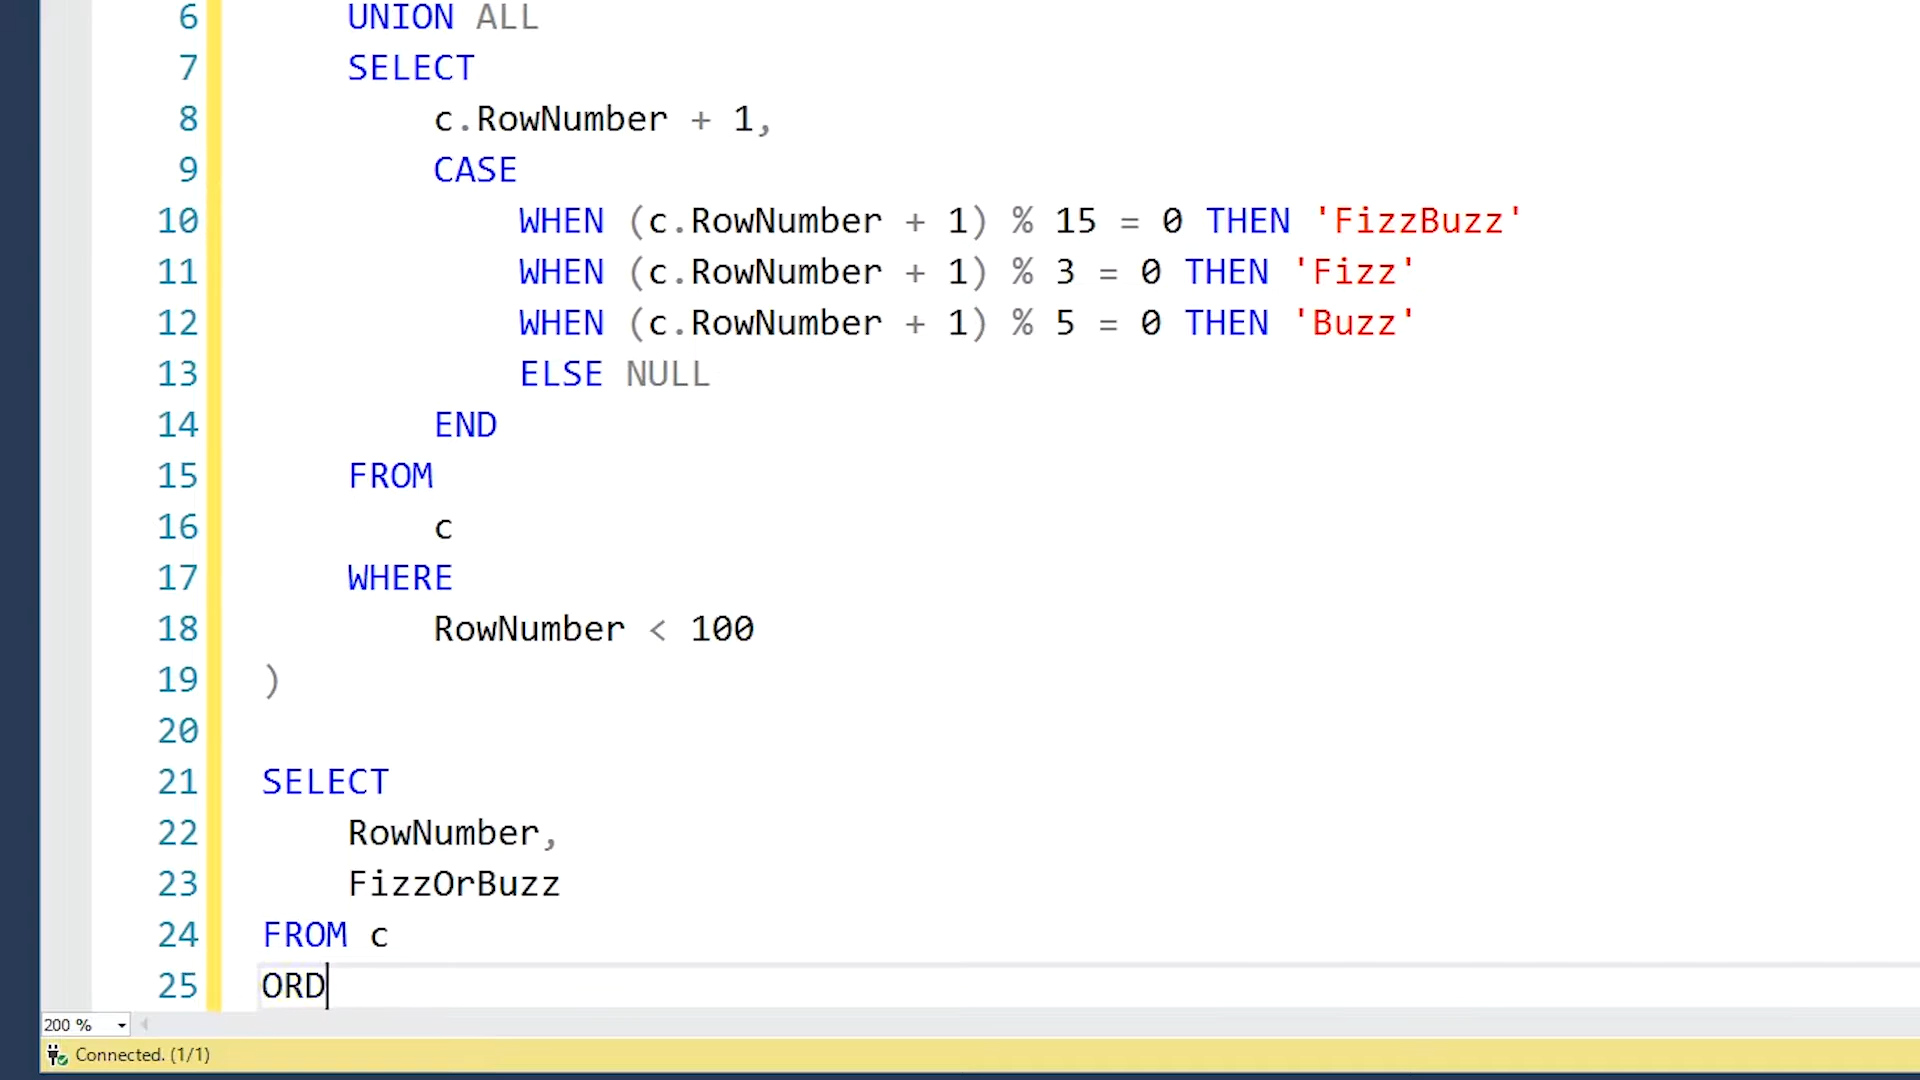 6 UNION ALL
7 SELECT
8 c.RowNumber + 1,
9 CASE
10 WHEN (c.RowNumber + 1) % 15 = 0 THEN 'FizzBuzz'
11 WHEN (c.RowNumber + 1) % 3 = 0 THEN 'Fizz'
12 WHEN (c.RowNumber + 1) % 5 = 0 THEN 'Buzz'
13 ELSE NULL
14 END
15 FROM
16 c
17 WHERE
18 RowNumber < 100
19 )
20
21 SELECT
22 RowNumber,
23 FizzOrBuzz
24 FROM c
25 ORD
200 %
Connected. (1/1)